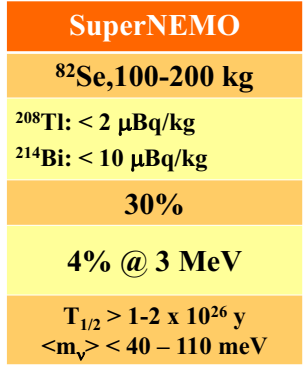 SuperNEMO
⁸²Se,100-200 kg
²⁰⁸Tl: < 2 μBq/kg
²¹⁴Bi: < 10 μBq/kg
30%
4% @ 3 MeV
T₁/₂ > 1-2 x 10²⁶ y
<mᵥ> < 40 – 110 meV